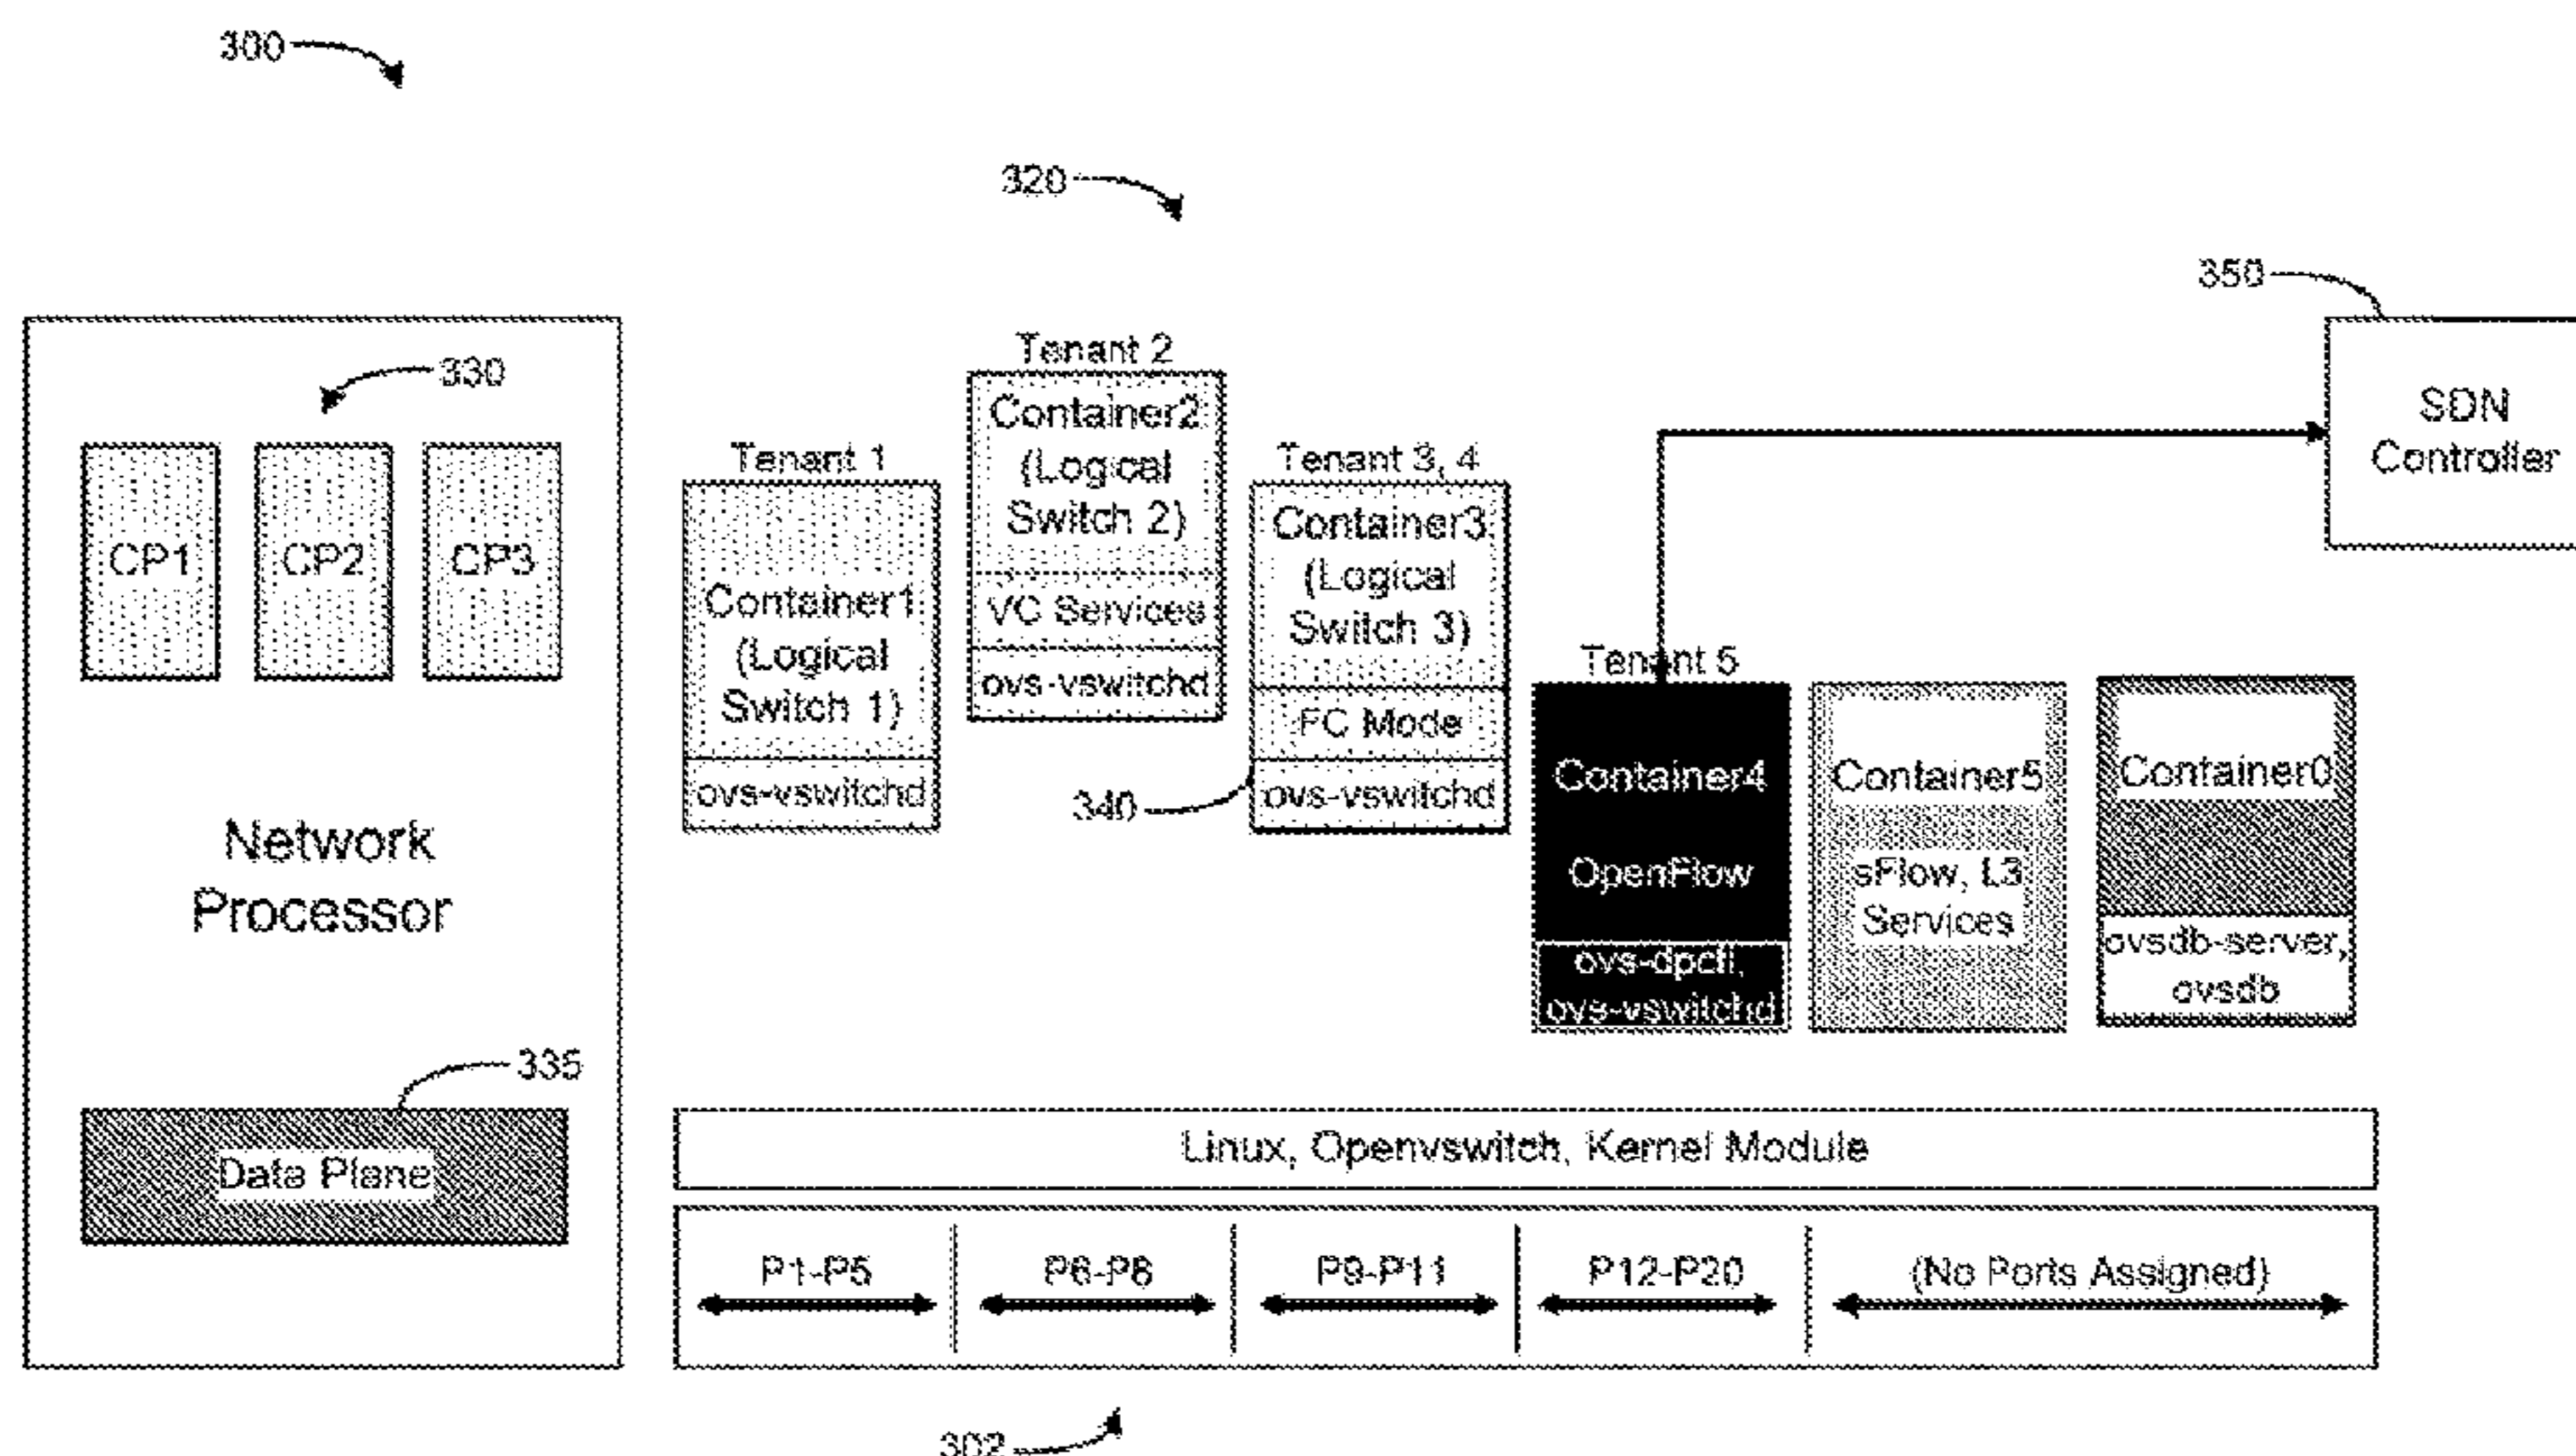 300
320
350
SDN
Controller
330
CP1
CP2
CP3
Network
Processor
335
Data Plane
Tenant 1
Container1
(Logical
Switch 1)
ovs-vswitchd
Tenant 2
Container2
(Logical
Switch 2)
VC Services
ovs-vswitchd
Tenant 3, 4
Container3
(Logical
Switch 3)
FC Mode
ovs-vswitchd
340
Tenant 5
Container4
OpenFlow
ovs-dpctl,
ovs-vswitchd
Container5
sFlow, L3
Services
Container0
ovsdb-server,
ovsdb
Linux, Openvswitch, Kernel Module
P1-P5
P6-P8
P9-P11
P12-P20
(No Ports Assigned)
302